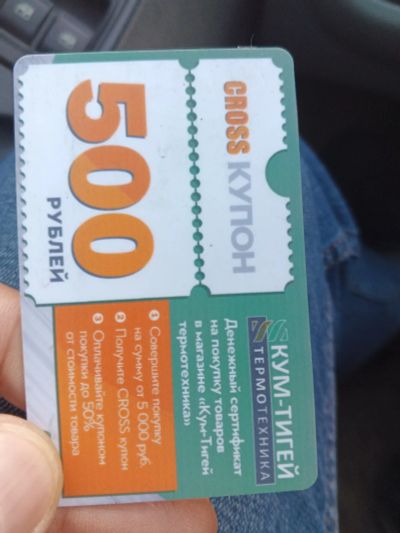 CROSS КУПОН
500
РУБЛЕЙ
КУМ-ТИГЕЙ
ТЕРМОТЕХНИКА
Денежный сертификат
на покупку товаров
в магазине «Кум-Тигей
термотехника»
1 Совершите покупку
на сумму от 5 000 руб.
2 Получите CROSS купон
3 Оплачивайте купоном
покупки до 50%
от стоимости товара